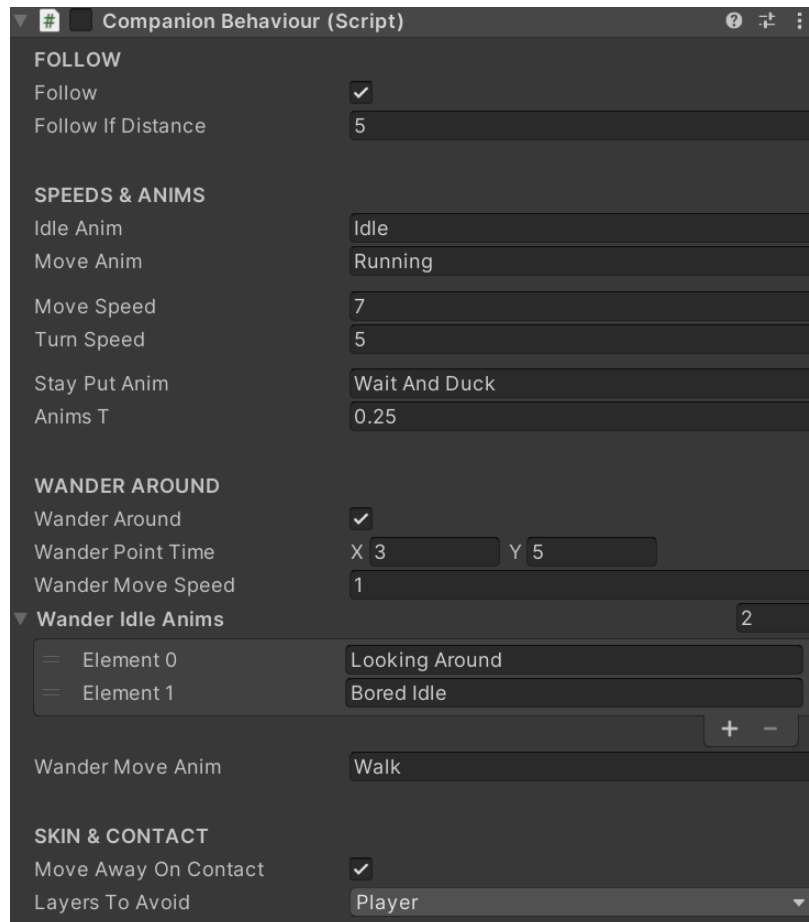 # Companion Behaviour (Script)
FOLLOW
Follow
Follow If Distance 5
SPEEDS & ANIMS
Idle Anim Idle
Move Anim Running
Move Speed 7
Turn Speed 5
Stay Put Anim Wait And Duck
Anims T 0.25
WANDER AROUND
Wander Around
Wander Point Time X 3 Y 5
Wander Move Speed 1
Wander Idle Anims 2
Element 0 Looking Around
Element 1 Bored Idle
+ −
Wander Move Anim Walk
SKIN & CONTACT
Move Away On Contact
Layers To Avoid Player